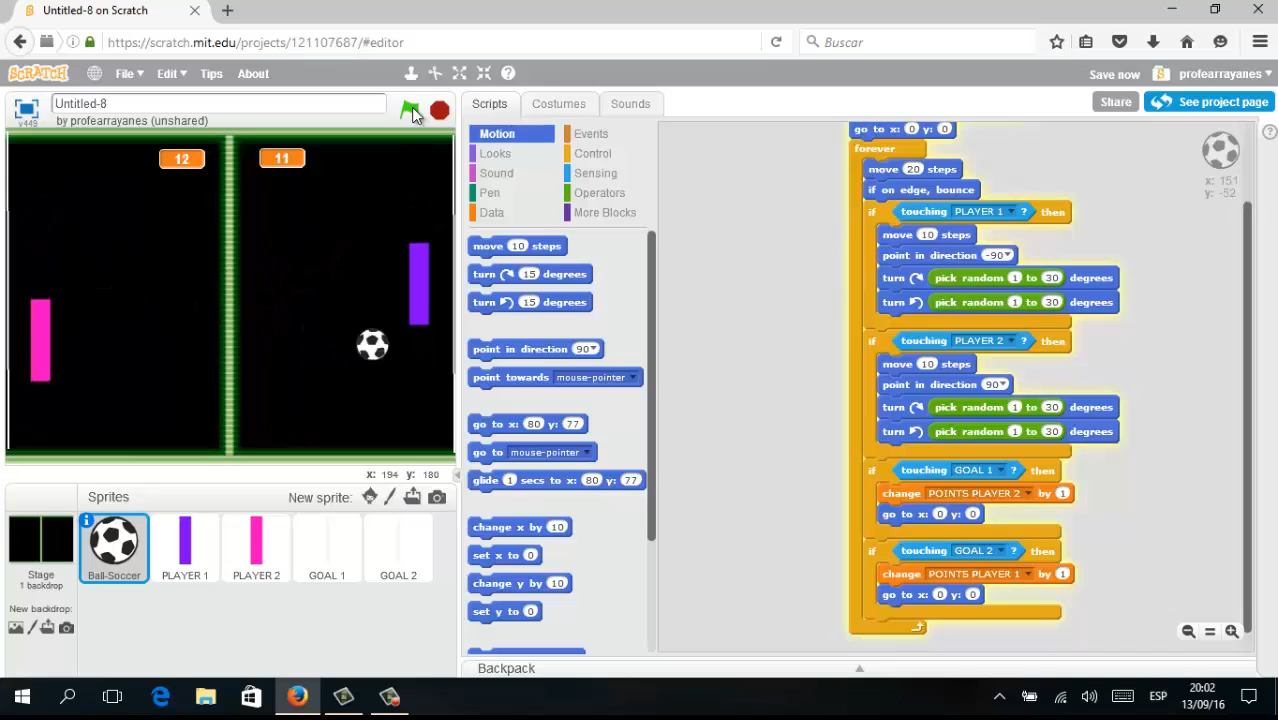 Untitled-8 on Scratch
https://scratch.mit.edu/projects/121107687/#editor
Buscar
SCRATCH
File
Edit
Tips
About
Save now
profearrayanes
Untitled-8
by profearrayanes (unshared)
v449
Scripts
Costumes
Sounds
Share
See project page
12
11
Motion
Looks
Sound
Pen
Data
Events
Control
Sensing
Operators
More Blocks
move 10 steps
turn 15 degrees
turn 15 degrees
point in direction 90
point towards mouse-pointer
go to x: 80 y: 77
go to mouse-pointer
glide 1 secs to x: 80 y: 77
change x by 10
set x to 0
change y by 10
set y to 0
go to x: 0 y: 0
forever
move 20 steps
if on edge, bounce
if touching PLAYER 1 ? then
move 10 steps
point in direction -90
turn pick random 1 to 30 degrees
turn pick random 1 to 30 degrees
if touching PLAYER 2 ? then
move 10 steps
point in direction 90
turn pick random 1 to 30 degrees
turn pick random 1 to 30 degrees
if touching GOAL 1 ? then
change POINTS PLAYER 2 by 1
go to x: 0 y: 0
if touching GOAL 2 ? then
change POINTS PLAYER 1 by 1
go to x: 0 y: 0
x: 151
y: -52
x: 194 y: 180
Sprites
New sprite:
Stage
1 backdrop
New backdrop:
Ball-Soccer
PLAYER 1
PLAYER 2
GOAL 1
GOAL 2
Backpack
ESP
20:02
13/09/16